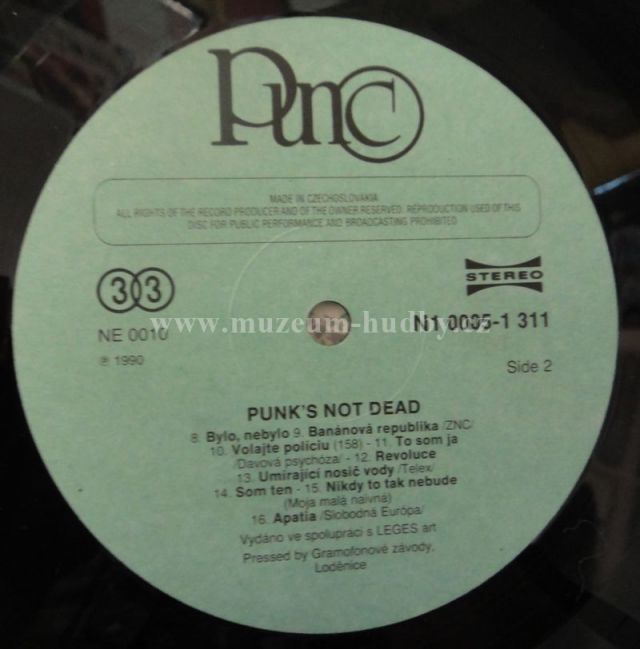 Punc
MADE IN CZECHOSLOVAKIA
ALL RIGHTS OF THE RECORD PRODUCER AND OF THE OWNER RESERVED. REPRODUCTION USED OF THIS
DISC FOR PUBLIC PERFORMANCE AND BROADCASTING PROHIBITED
33
STEREO
NE 0010
www.muzeum-hudby.cz
N1 0005-1 311
℗ 1990
Side 2
PUNK'S NOT DEAD
8. Bylo, nebylo 9. Banánová republika /ZNC/
10. Volajte políciu (158) - 11. To som ja
/Davová psychóza/ - 12. Revoluce
13. Umírající nosič vody /Telex/
14. Som ten - 15. Nikdy to tak nebude
(Moja malá naivna)
16. Apatia /Slobodná Európa/
Vydáno ve spolupráci s LEGES art
Pressed by Gramofonové závody,
Loděnice